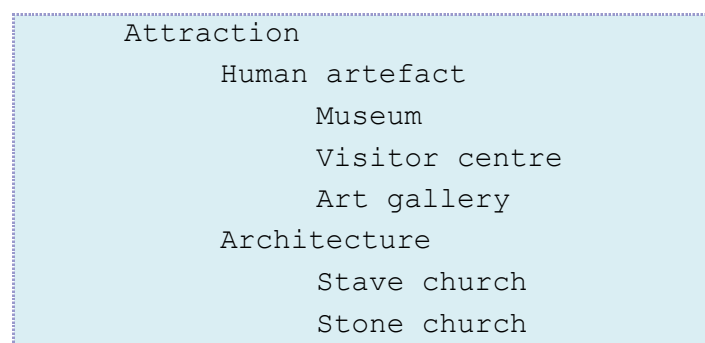 Attraction
Human artefact
Museum
Visitor centre
Art gallery
Architecture
Stave church
Stone church